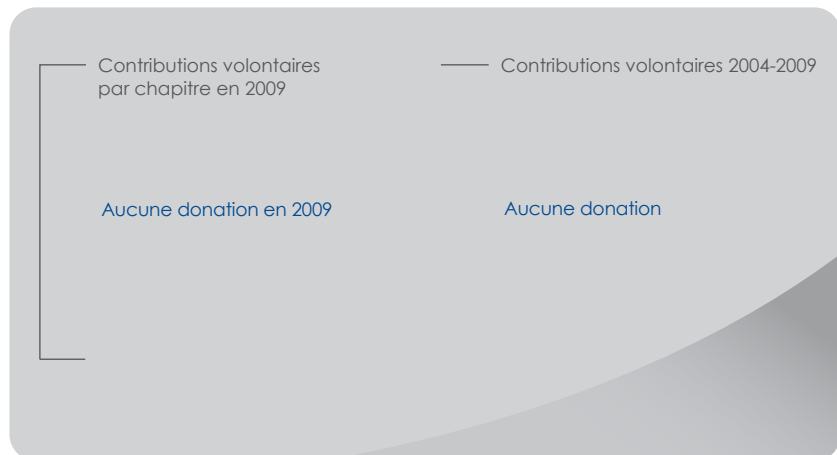 Contributions volontaires
par chapitre en 2009
Contributions volontaires 2004-2009
Aucune donation en 2009
Aucune donation